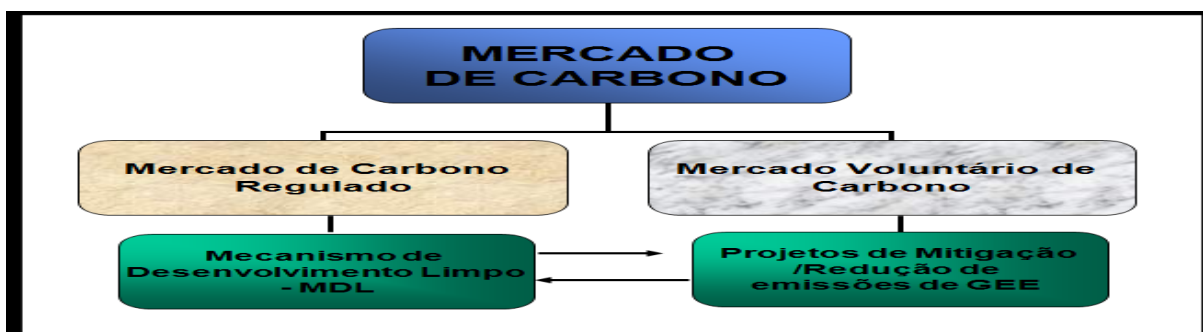 MERCADO
DE CARBONO
Mercado de Carbono
Regulado
Mercado Voluntário de
Carbono
Mecanismo de
Desenvolvimento Limpo
- MDL
Projetos de Mitigação
/Redução de
emissões de GEE